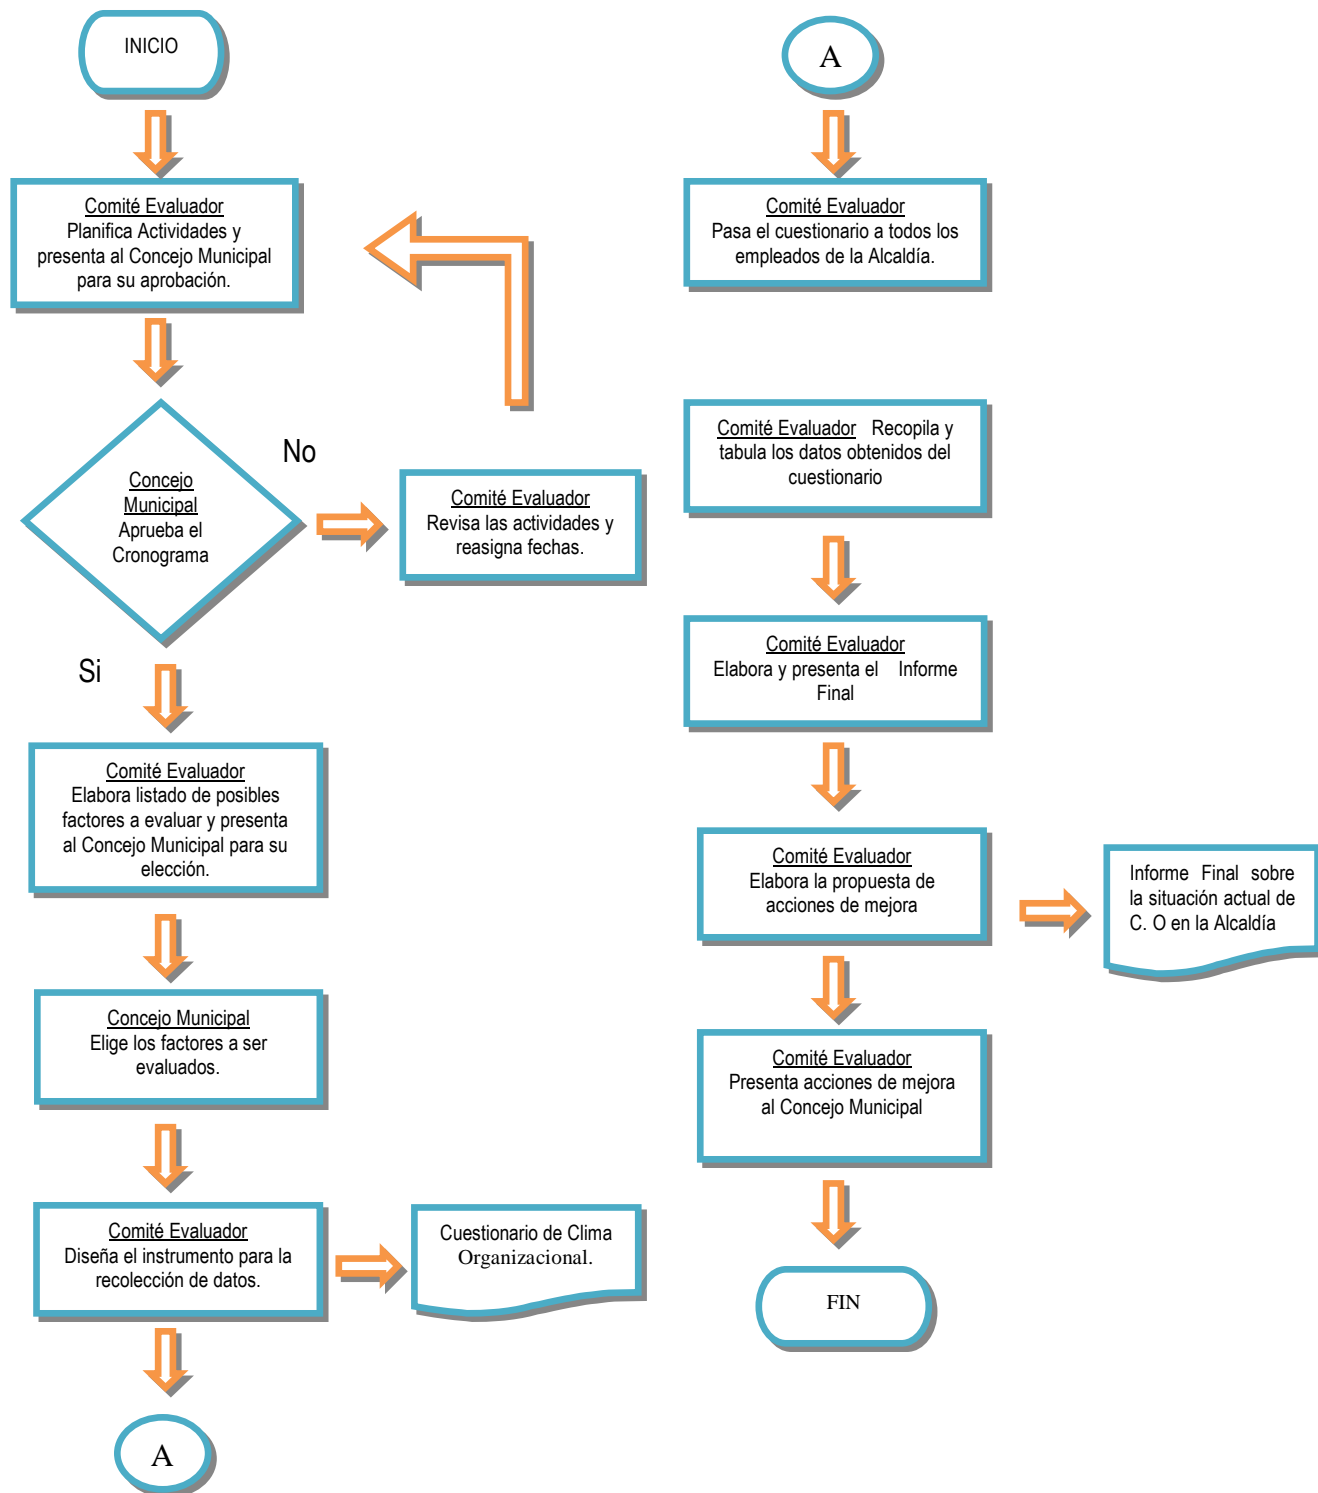 INICIO
Comité Evaluador
Planifica Actividades y
presenta al Concejo Municipal
para su aprobación.
Concejo
Municipal
Aprueba el
Cronograma
No
Comité Evaluador
Revisa las actividades y
reasigna fechas.
Si
Comité Evaluador
Elabora listado de posibles
factores a evaluar y presenta
al Concejo Municipal para su
elección.
Concejo Municipal
Elige los factores a ser
evaluados.
Comité Evaluador
Diseña el instrumento para la
recolección de datos.
Cuestionario de Clima
Organizacional.
A
A
Comité Evaluador
Pasa el cuestionario a todos los
empleados de la Alcaldía.
Comité Evaluador Recopila y
tabula los datos obtenidos del
cuestionario
Comité Evaluador
Elabora y presenta el Informe
Final
Comité Evaluador
Elabora la propuesta de
acciones de mejora
Informe Final sobre
la situación actual de
C. O en la Alcaldía
Comité Evaluador
Presenta acciones de mejora
al Concejo Municipal
FIN